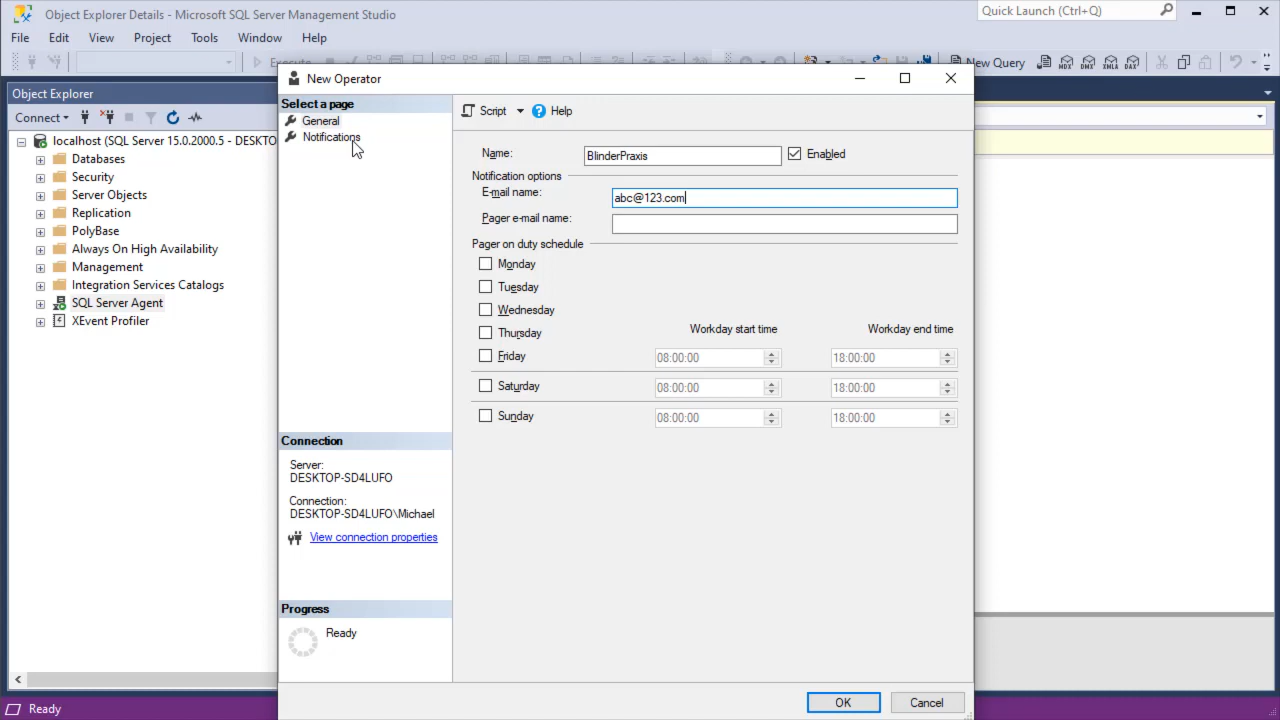 Object Explorer Details - Microsoft SQL Server Management Studio
Quick Launch (Ctrl+Q)
File Edit View Project Tools Window Help
Execute
New Query
New Operator
Object Explorer
Connect
localhost (SQL Server 15.0.2000.5 - DESKTO
Databases
Security
Server Objects
Replication
PolyBase
Always On High Availability
Management
Integration Services Catalogs
SQL Server Agent
XEvent Profiler
Select a page
General
Notifications
Script Help
Name: BlinderPraxis Enabled
Notification options
E-mail name: abc@123.com
Pager e-mail name:
Pager on duty schedule
Monday
Tuesday
Wednesday
Thursday
Workday start time Workday end time
Friday 08:00:00 18:00:00
Saturday 08:00:00 18:00:00
Sunday 08:00:00 18:00:00
Connection
Server:
DESKTOP-SD4LUFO
Connection:
DESKTOP-SD4LUFO\Michael
View connection properties
Progress
Ready
OK Cancel
Ready